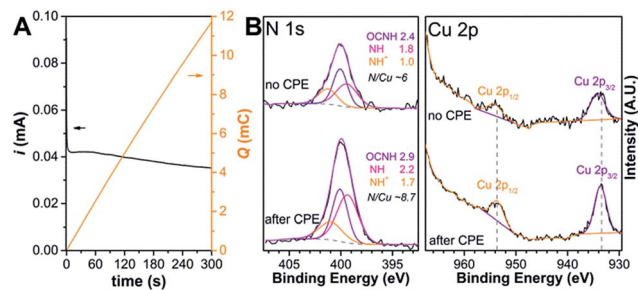 A
i (mA)
0.10
0.08
0.06
0.04
0.02
0.00
0 60 120 180 240 300
time (s)
12
10
8
6
4
2
0
Q (mC)
B
N 1s
OCNH 2.4
NH 1.8
NH⁺ 1.0
N/Cu ~6
no CPE
OCNH 2.9
NH 2.2
NH⁺ 1.7
N/Cu ~8.7
after CPE
405 400 395
Binding Energy (eV)
Cu 2p
Cu 2p1/2
Cu 2p3/2
no CPE
Cu 2p1/2
Cu 2p3/2
after CPE
960 950 940 930
Binding Energy (eV)
Intensity (A.U.)